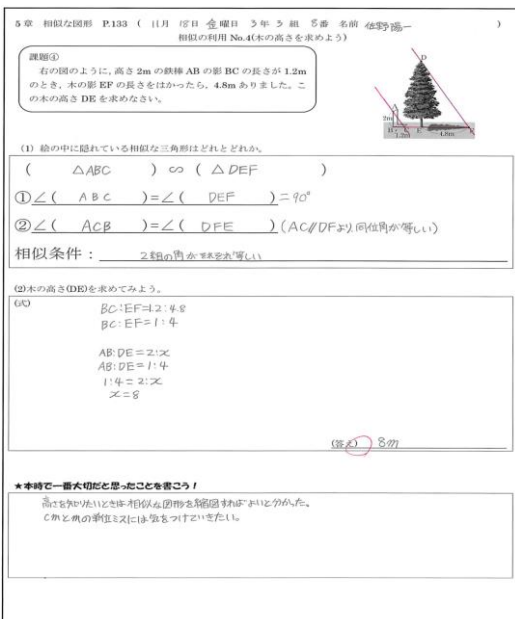 5章 相似な図形 P.133 ( 11月 18日 金曜日 3年 3組 8番 名前 佐野陽一 )
相似の利用 No.4(木の高さを求めよう)
課題④
右の図のように,高さ 2m の鉄棒 AB の影 BC の長さが 1.2m
のとき,木の影 EF の長さをはかったら,4.8m ありました。こ
の木の高さ DE を求めなさい。
D
A
2m
B C E F
1.2m 4.8m
(1) 絵の中に隠れている相似な三角形はどれとどれか。
( △ABC ) ∽ ( △DEF )
①∠( ABC )=∠( DEF )=90°
②∠( ACB )=∠( DFE ) (AC//DFより同位角が等しい)
相似条件: 2組の角がそれぞれ等しい
(2)木の高さ(DE)を求めてみよう。
(式)
BC:EF=1.2:4.8
BC:EF=1:4
AB:DE=2:x
AB:DE=1:4
1:4=2:x
x=8
(答え) 8m
★本時で一番大切だと思ったことを書こう!
高さを知りたいときは相似な図形を縮図すればよいと分かった。
cmとmの単位ミスには気をつけていきたい。